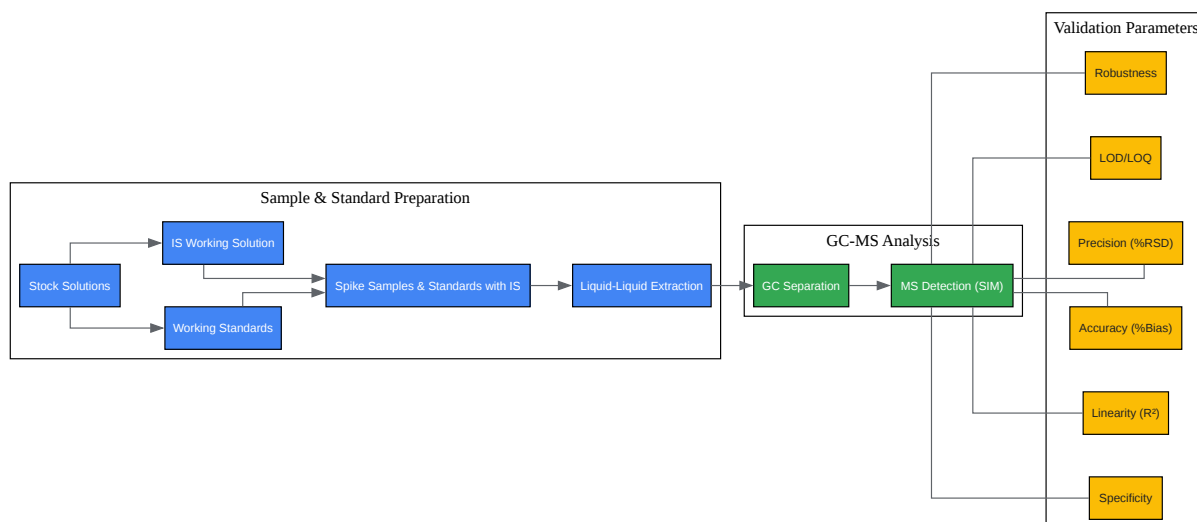 Sample & Standard Preparation
Stock Solutions
IS Working Solution
Working Standards
Spike Samples & Standards with IS
Liquid-Liquid Extraction
GC-MS Analysis
GC Separation
MS Detection (SIM)
Validation Parameters
Robustness
LOD/LOQ
Precision (%RSD)
Accuracy (%Bias)
Linearity (R²)
Specificity